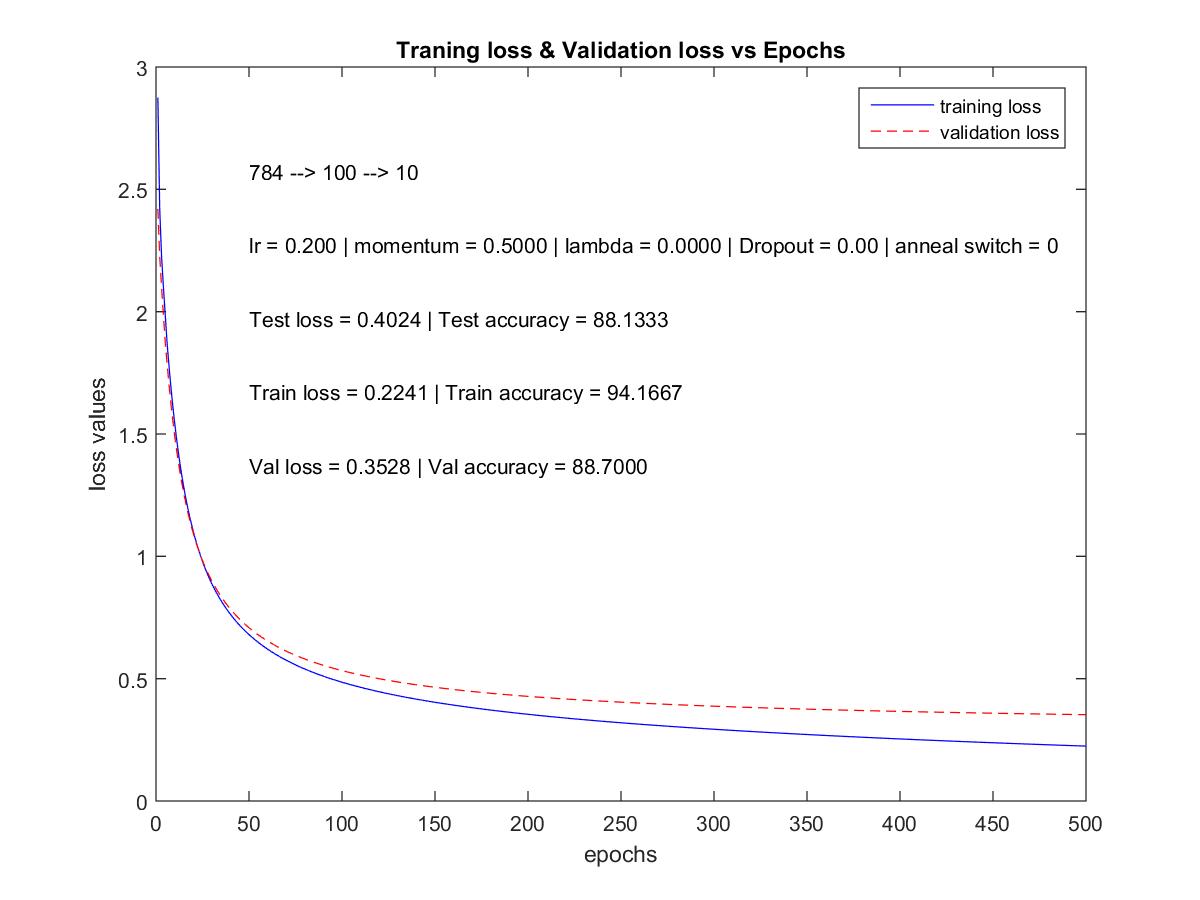 Traning loss & Validation loss vs Epochs
training loss
validation loss
784 --> 100 --> 10
lr = 0.200 | momentum = 0.5000 | lambda = 0.0000 | Dropout = 0.00 | anneal switch = 0
Test loss = 0.4024 | Test accuracy = 88.1333
Train loss = 0.2241 | Train accuracy = 94.1667
Val loss = 0.3528 | Val accuracy = 88.7000
loss values
3
2.5
2
1.5
1
0.5
0
0 50 100 150 200 250 300 350 400 450 500
epochs